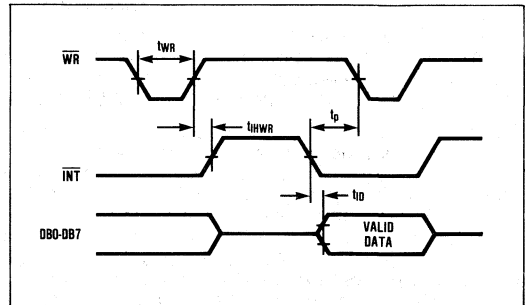 tWR
WR
tIHWR
tP
INT
tID
DB0-DB7
VALID
DATA